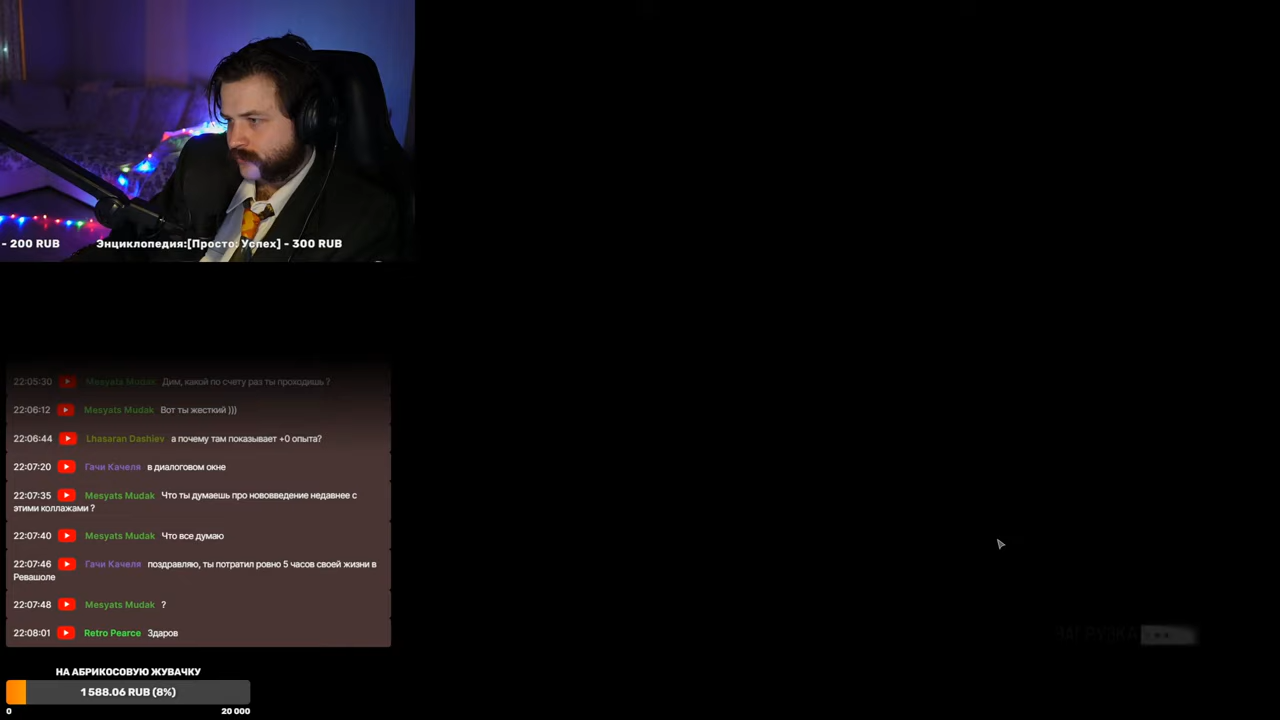 - 200 RUB Энциклопедия:[Просто: Успех] - 300 RUB
22:05:30 Mesyats Mudak Дим, какой по счету раз ты проходишь ?
22:06:12 Mesyats Mudak Вот ты жесткий )))
22:06:44 Lhasaran Dashiev а почему там показывает +0 опыта?
22:07:20 Гачи Качеля в диалоговом окне
22:07:35 Mesyats Mudak Что ты думаешь про нововведение недавнее с
этими коллажами ?
22:07:40 Mesyats Mudak Что все думаю
22:07:46 Гачи Качеля поздравляю, ты потратил ровно 5 часов своей жизни в
Ревашоле
22:07:48 Mesyats Mudak ?
22:08:01 Retro Pearce Здаров
ЗАГРУЗКА
НА АБРИКОСОВУЮ ЖУВАЧКУ
1 588.06 RUB (8%)
0 20 000